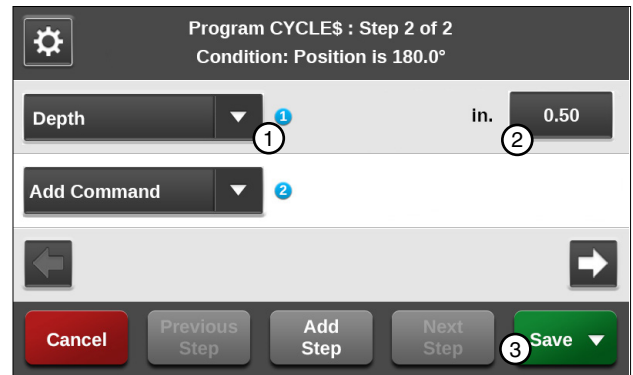 Program CYCLE$ : Step 2 of 2
Condition: Position is 180.0°
Depth 1 in. 0.50
1 2
Add Command 2
Cancel Previous Step Add Step Next Step 3 Save